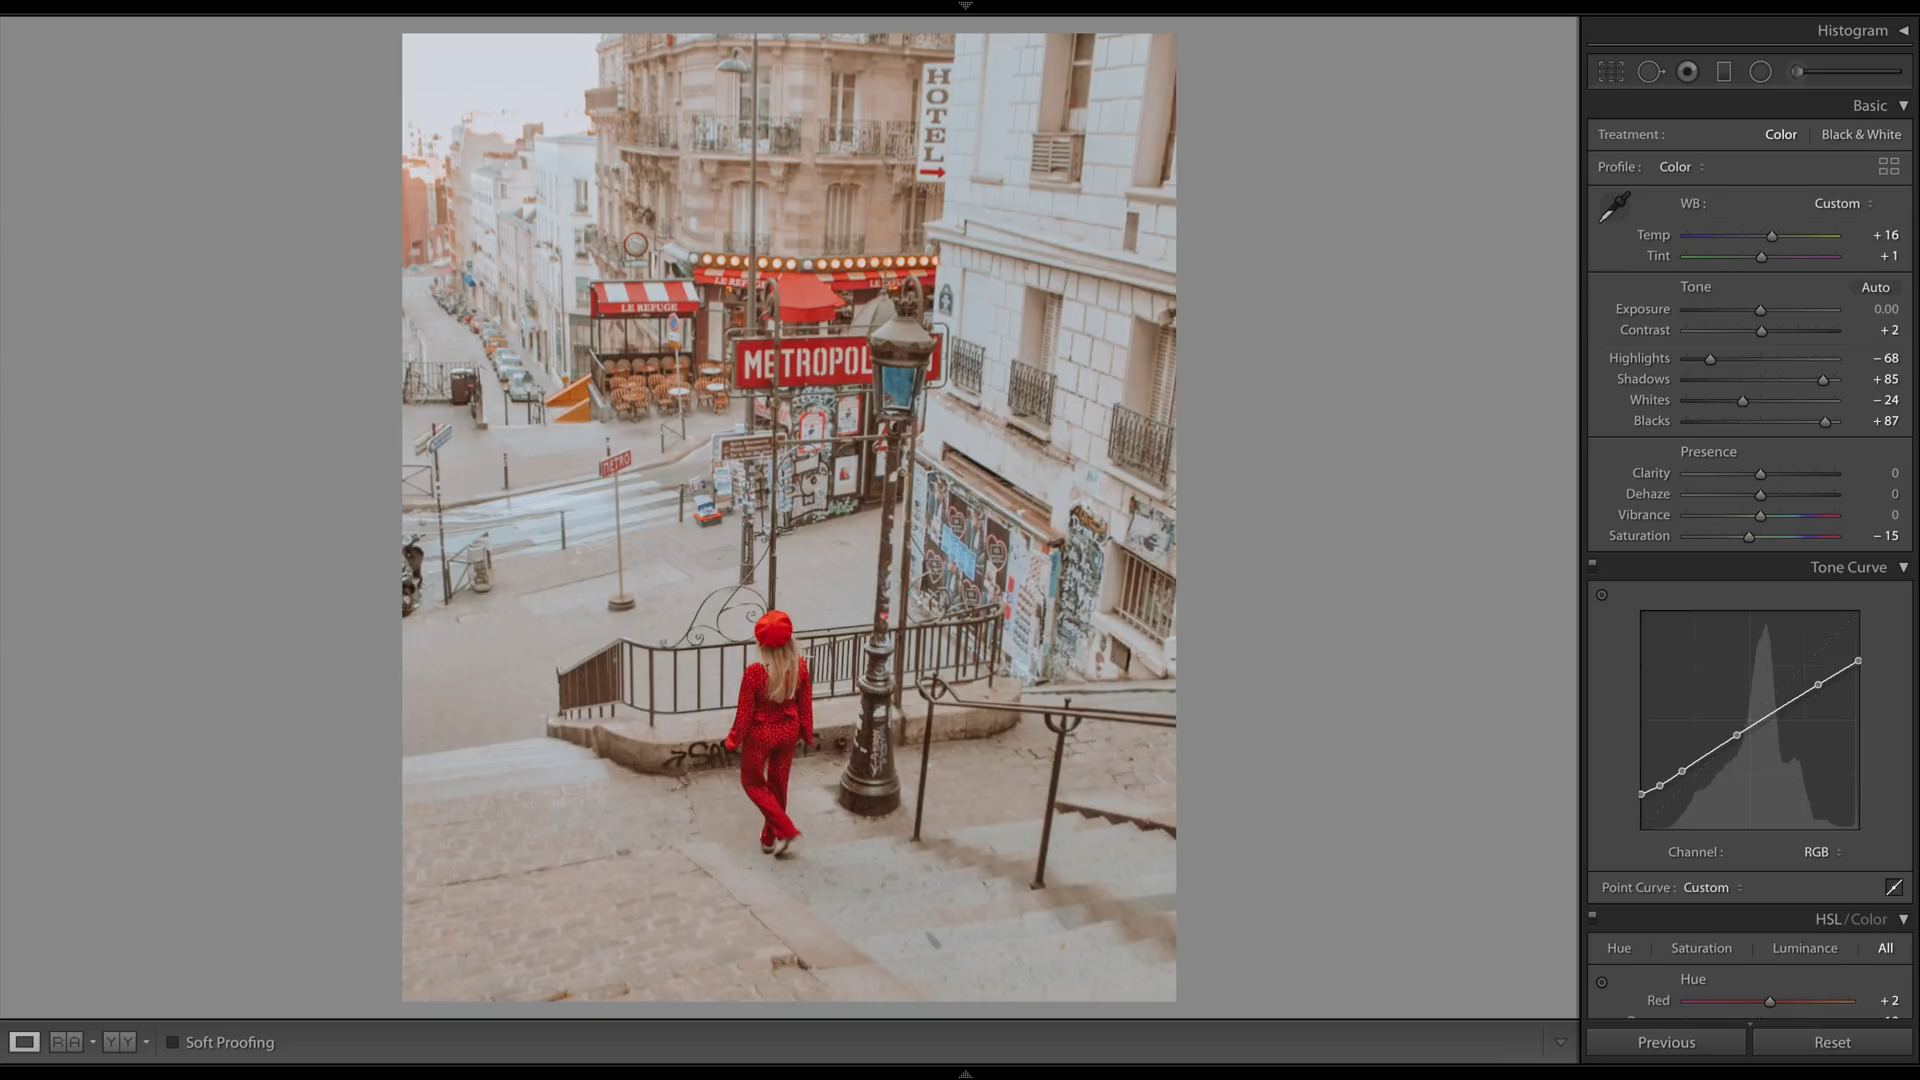 Histogram
Basic
Treatment : Color Black & White
Profile : Color
WB : Custom
Temp + 16
Tint + 1
Tone Auto
Exposure 0.00
Contrast + 2
Highlights − 68
Shadows + 85
Whites − 24
Blacks + 87
Presence
Clarity 0
Dehaze 0
Vibrance 0
Saturation − 15
Tone Curve
Channel : RGB
Point Curve : Custom
HSL / Color
Hue Saturation Luminance All
Hue
Red + 2
Previous Reset
R A Y Y Soft Proofing
HOTEL
LE REFUGE
METROPOL
METRO